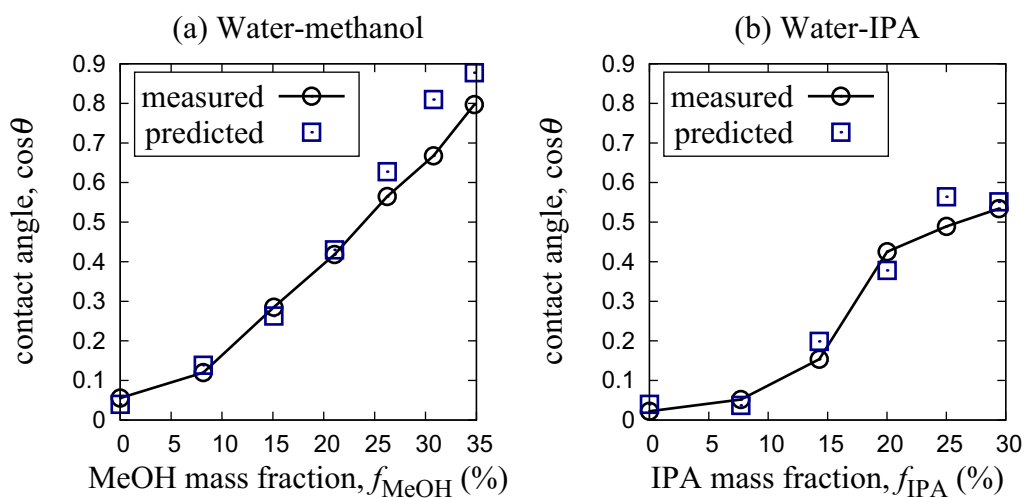 (a) Water-methanol
0.9
0.8
0.7
0.6
0.5
0.4
0.3
0.2
0.1
0
contact angle, cosθ
measured
predicted
0 5 10 15 20 25 30 35
MeOH mass fraction, fMeOH (%)
(b) Water-IPA
0.9
0.8
0.7
0.6
0.5
0.4
0.3
0.2
0.1
0
contact angle, cosθ
measured
predicted
0 5 10 15 20 25 30
IPA mass fraction, fIPA (%)